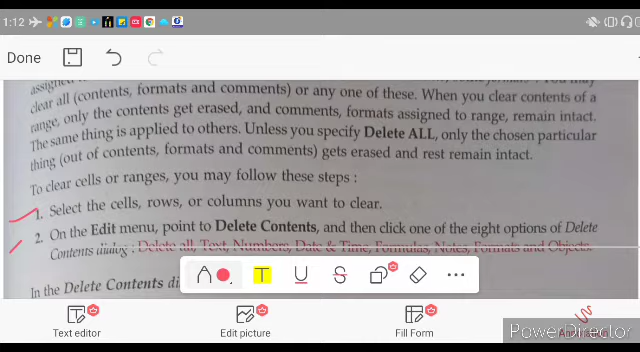 1:12
Done
assigned
clear all (contents, formats and comments) or any one of these. When you clear contents of a
range, only the contents get erased, and comments, formats assigned to range, remain intact.
The same thing is applied to others. Unless you specify Delete ALL, only the chosen particular
thing (out of contents, formats and comments) gets erased and rest remain intact.
To clear cells or ranges, you may follow these steps :
1. Select the cells, rows, or columns you want to clear.
2. On the Edit menu, point to Delete Contents, and then click one of the eight options of Delete
Contents dialog : Delete all, Text, Numbers, Date & Time, Formulas, Notes, Formats and Objects.
In the Delete Contents
A T U S
Text editor
Edit picture
Fill Form
PowerDirector